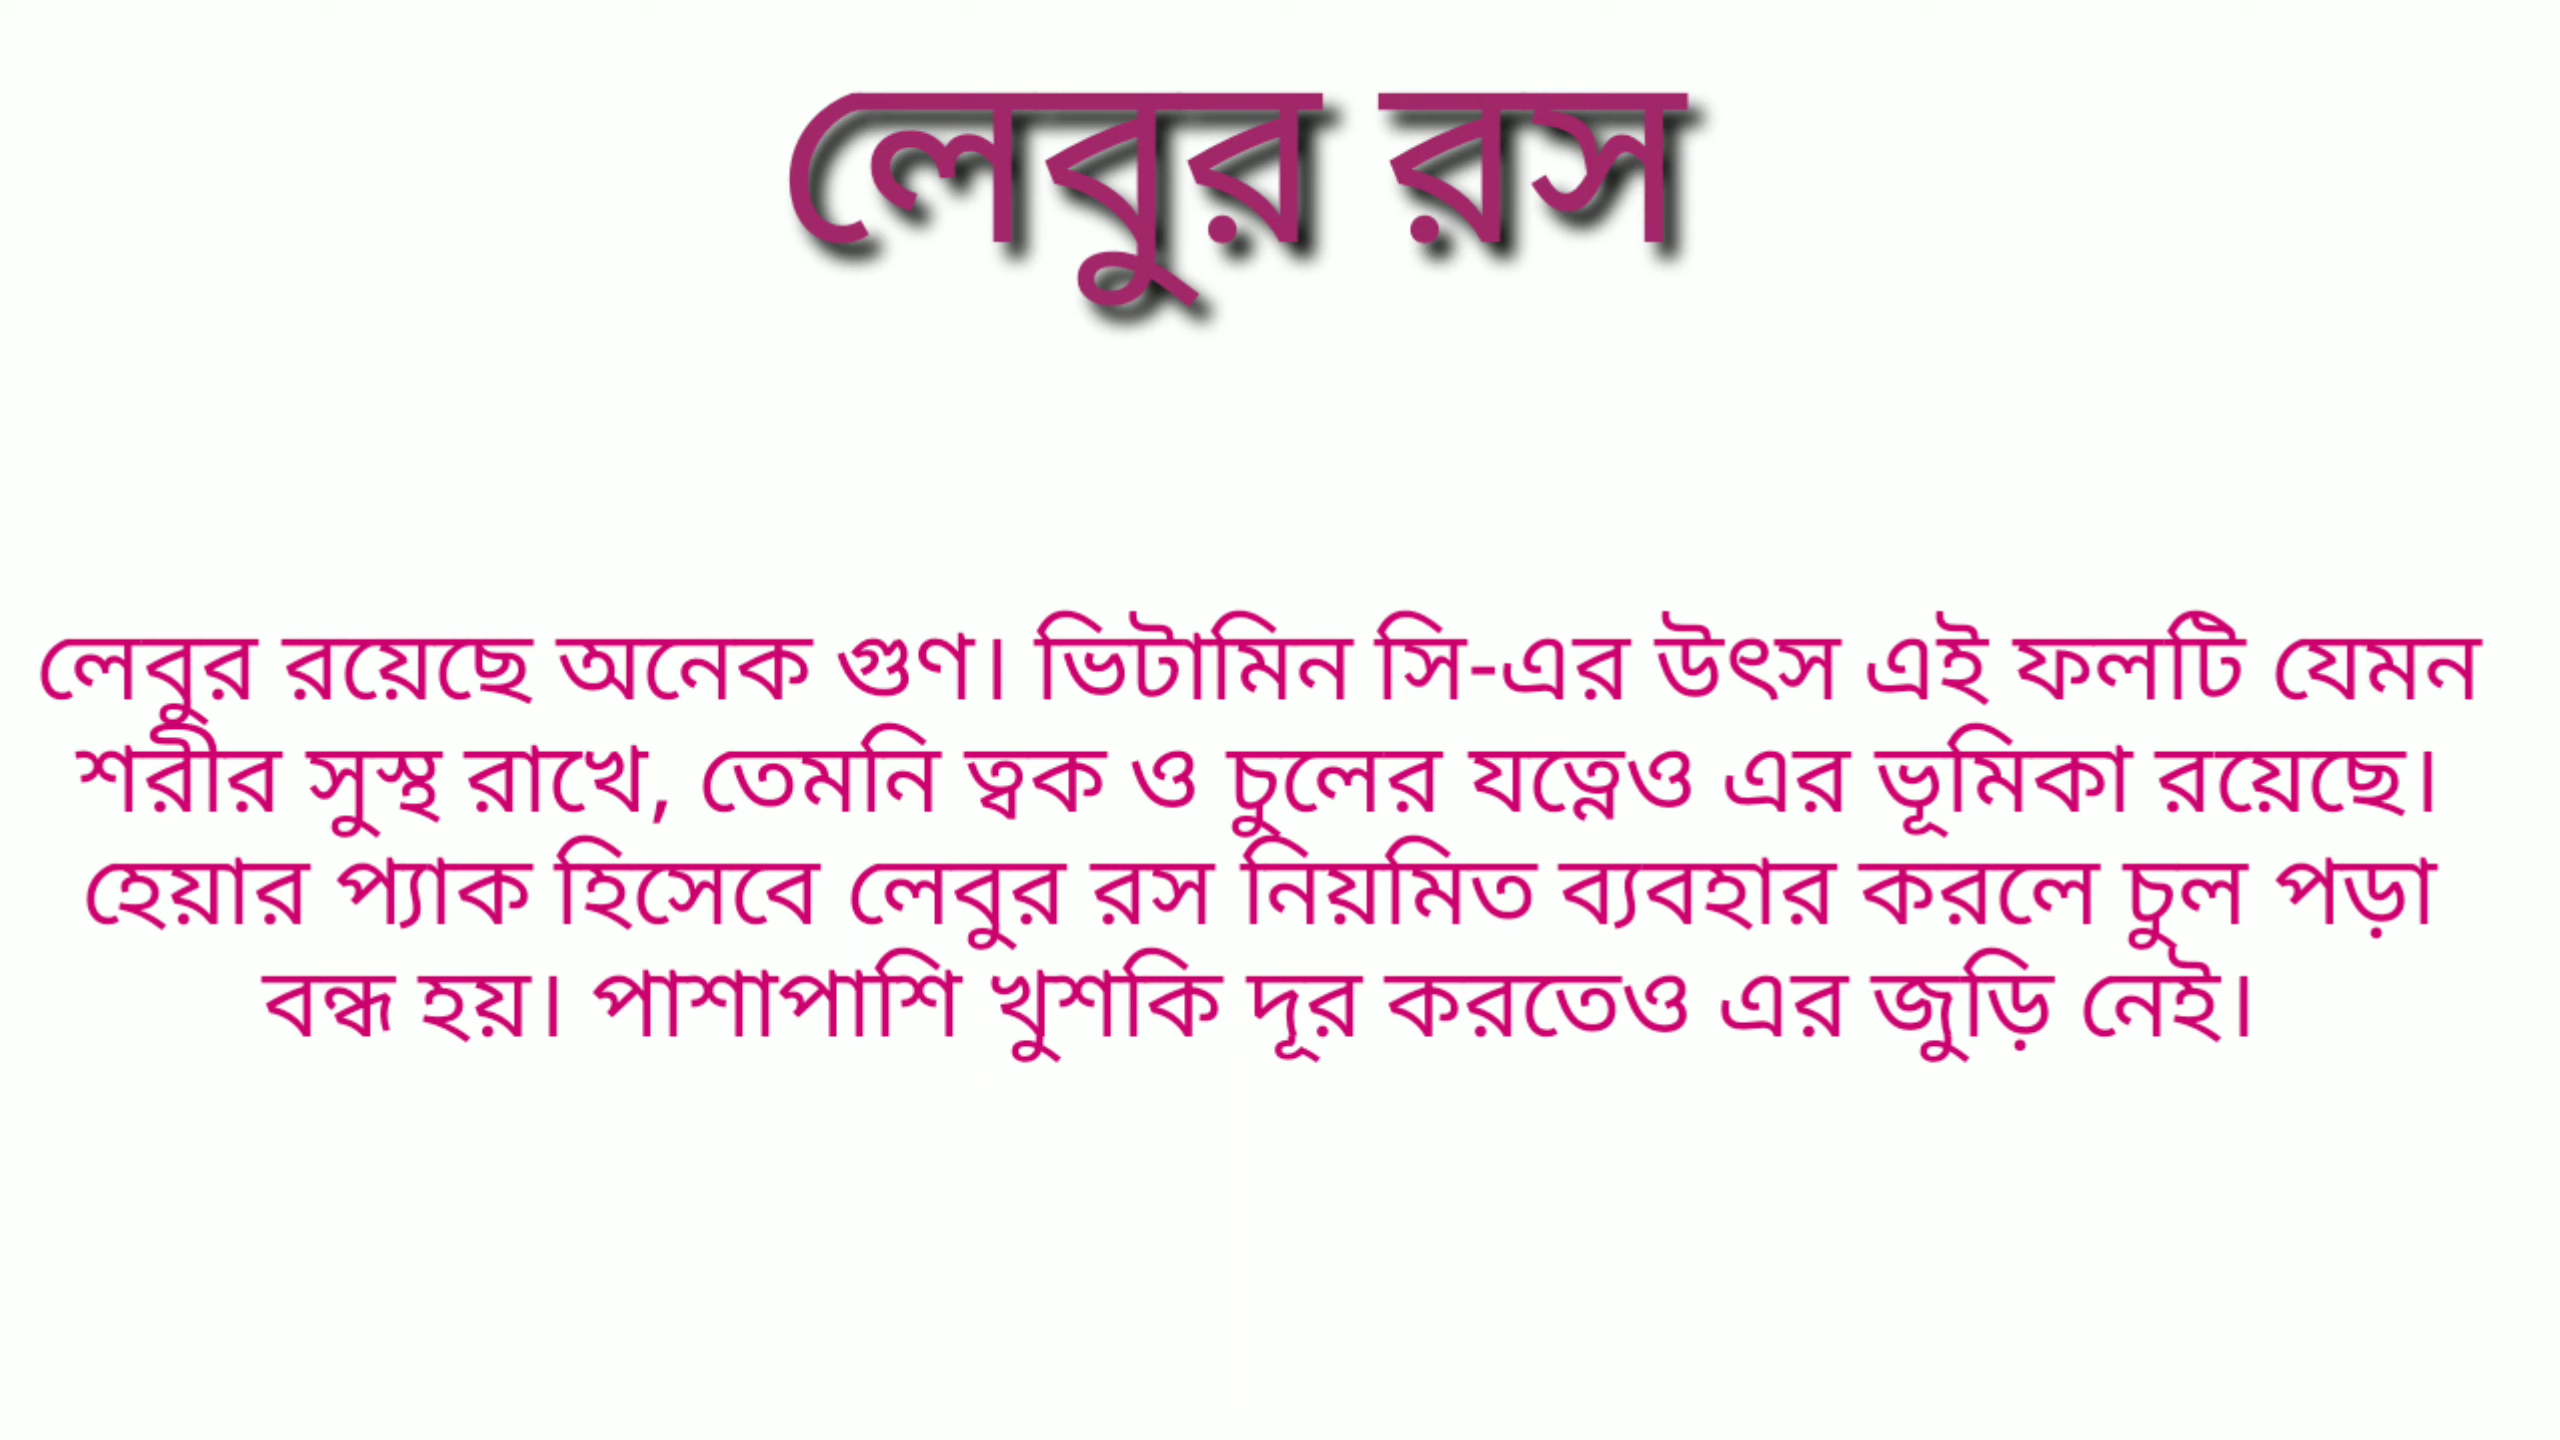 লেবুর রস
লেবুর রয়েছে অনেক গুণ। ভিটামিন সি-এর উৎস এই ফলটি যেমন
শরীর সুস্থ রাখে, তেমনি ত্বক ও চুলের যত্নেও এর ভূমিকা রয়েছে।
হেয়ার প্যাক হিসেবে লেবুর রস নিয়মিত ব্যবহার করলে চুল পড়া
বন্ধ হয়। পাশাপাশি খুশকি দূর করতেও এর জুড়ি নেই।